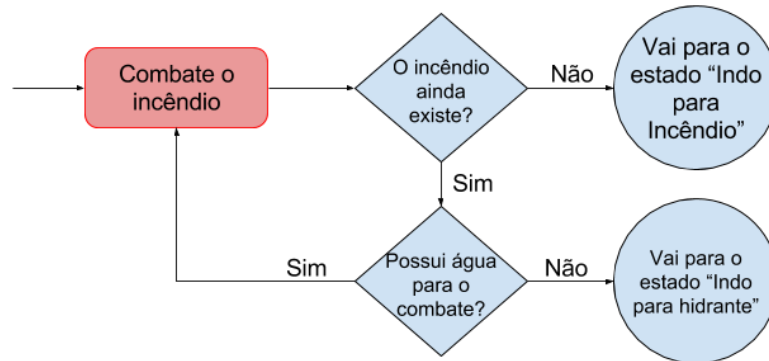 Combate o
incêndio
O incêndio
ainda
existe?
Não
Vai para o
estado “Indo
para
Incêndio”
Sim
Possui água
para o
combate?
Sim
Não
Vai para o
estado “Indo
para hidrante”